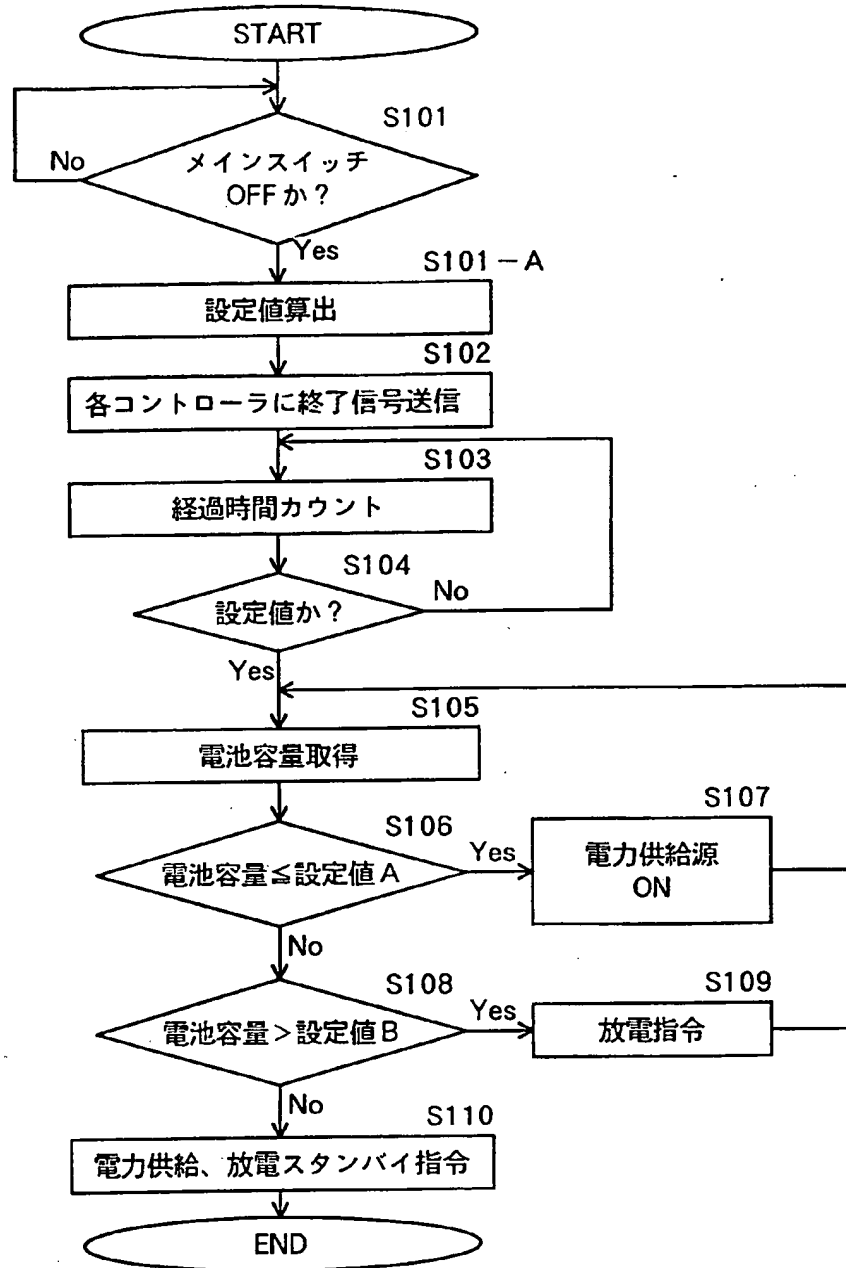 START
S101
No
メインスイッチ
OFFか?
Yes
S101-A
設定値算出
S102
各コントローラに終了信号送信
S103
経過時間カウント
S104
設定値か?
No
Yes
S105
電池容量取得
S106
電池容量≦設定値A
Yes
S107
電力供給源
ON
No
S108
電池容量>設定値B
Yes
S109
放電指令
No
S110
電力供給、放電スタンバイ指令
END